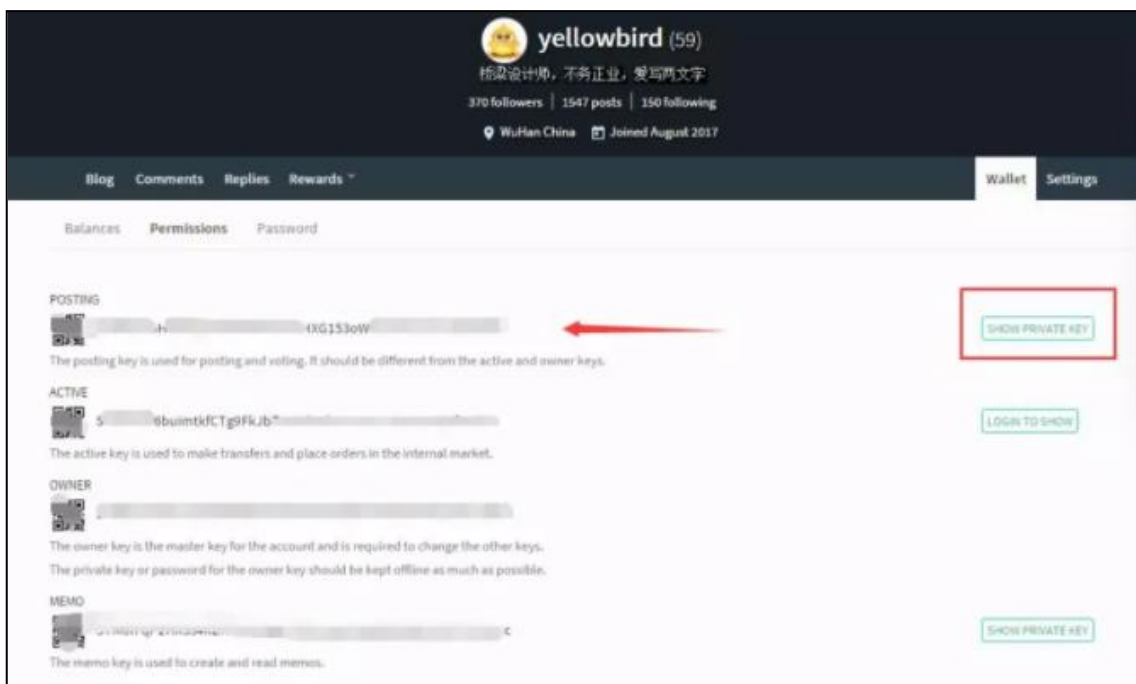 yellowbird (59)
桥梁设计师，不务正业，爱写两文字
370 followers | 1547 posts | 150 following
WuHan China Joined August 2017
Blog Comments Replies Rewards Wallet Settings
Balances Permissions Password
POSTING
SHOW PRIVATE KEY
The posting key is used for posting and voting. It should be different from the active and owner keys.
ACTIVE
LOGIN TO SHOW
The active key is used to make transfers and place orders in the internal market.
OWNER
The owner key is the master key for the account and is required to change the other keys.
The private key or password for the owner key should be kept offline as much as possible.
MEMO
SHOW PRIVATE KEY
The memo key is used to create and read memos.